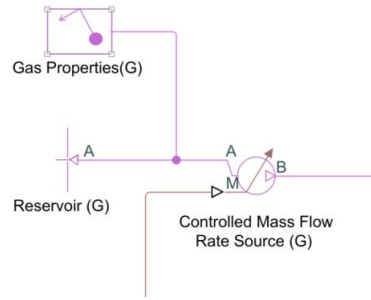 Gas Properties(G)
A
A
B
M
Reservoir (G)
Controlled Mass Flow
Rate Source (G)